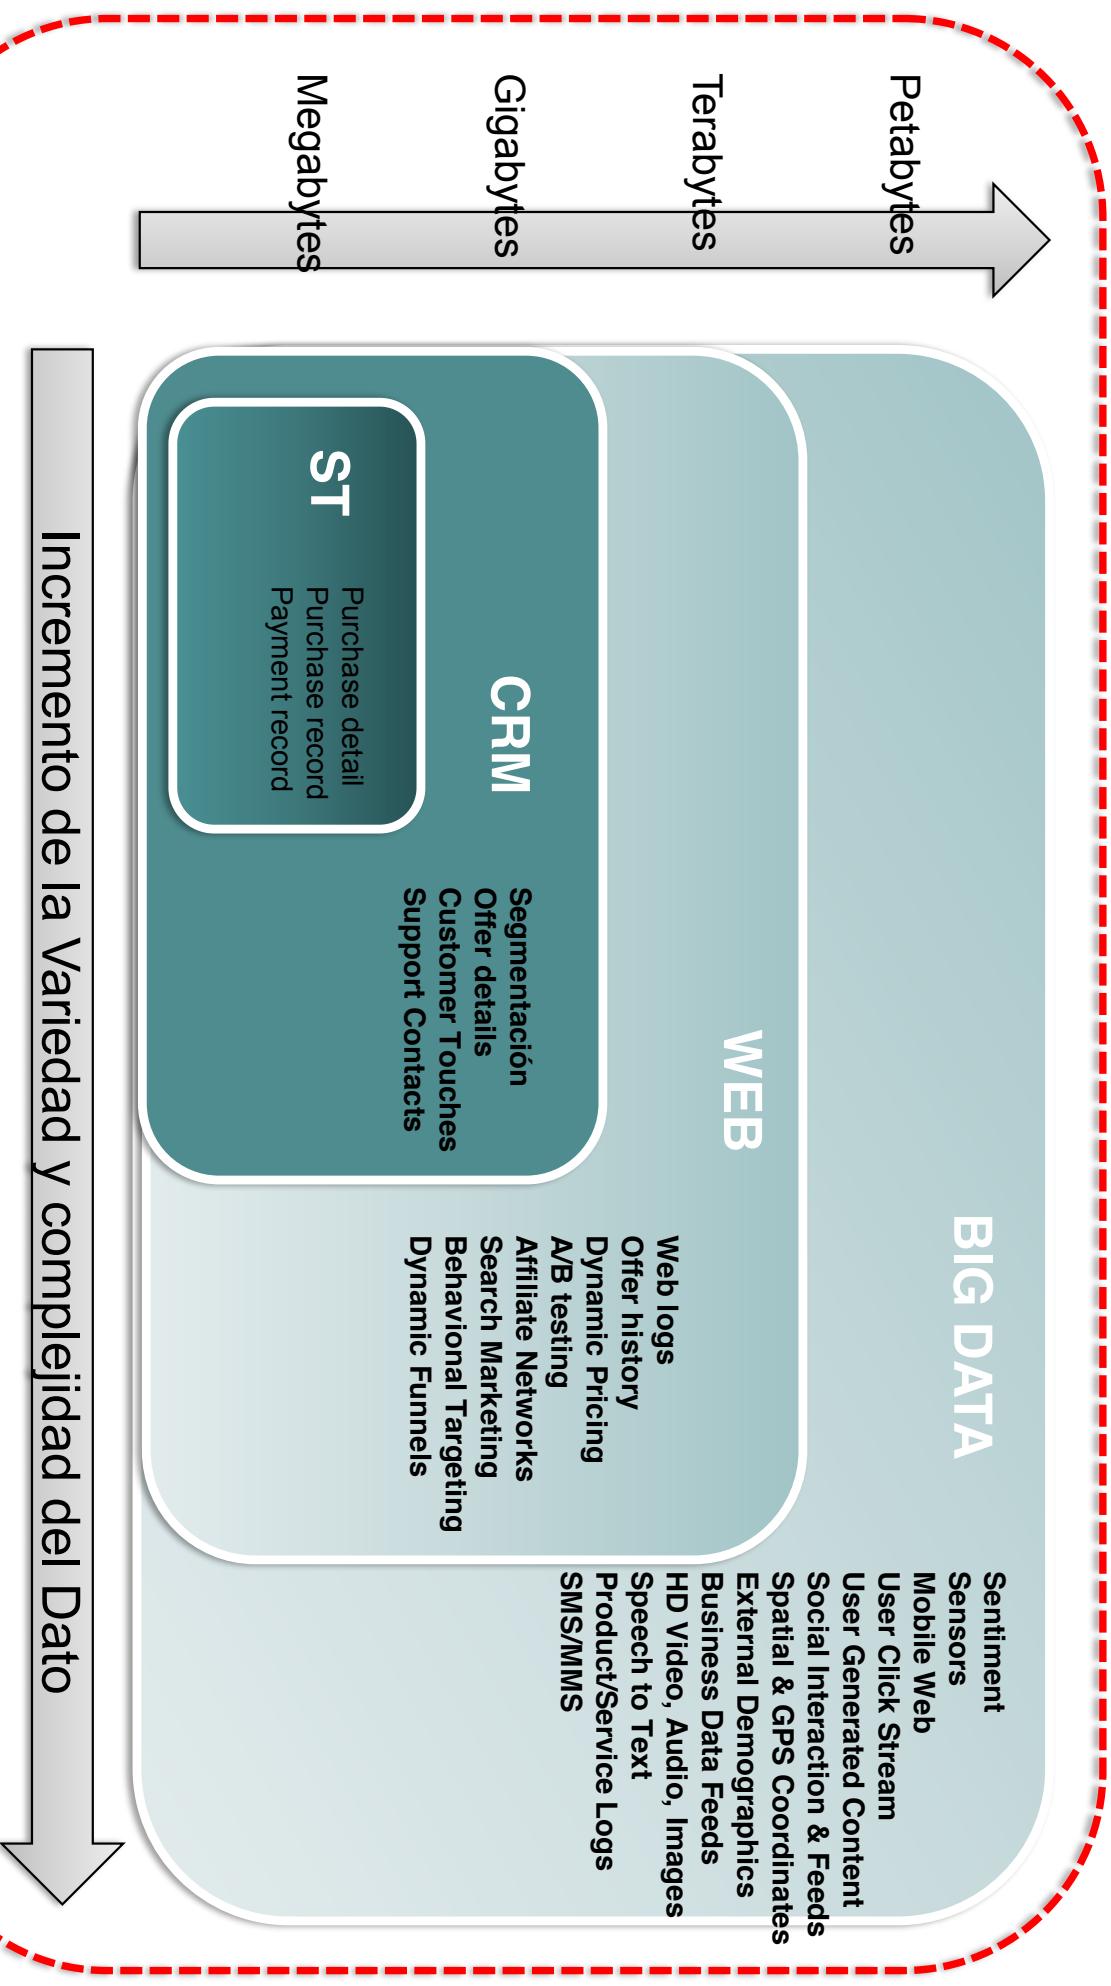 Petabytes
Terabytes
Gigabytes
Megabytes
BIG DATA
Sentiment
Sensors
Mobile Web
User Click Stream
User Generated Content
Social Interaction & Feeds
Spatial & GPS Coordinates
External Demographics
Business Data Feeds
HD Video, Audio, Images
Speech to Text
Product/Service Logs
SMS/MMS
WEB
Web logs
Offer history
Dynamic Pricing
A/B testing
Affiliate Networks
Search Marketing
Behavional Targeting
Dynamic Funnels
CRM
Segmentación
Offer details
Customer Touches
Support Contacts
ST
Purchase detail
Purchase record
Payment record
Incremento de la Variedad y complejidad del Dato